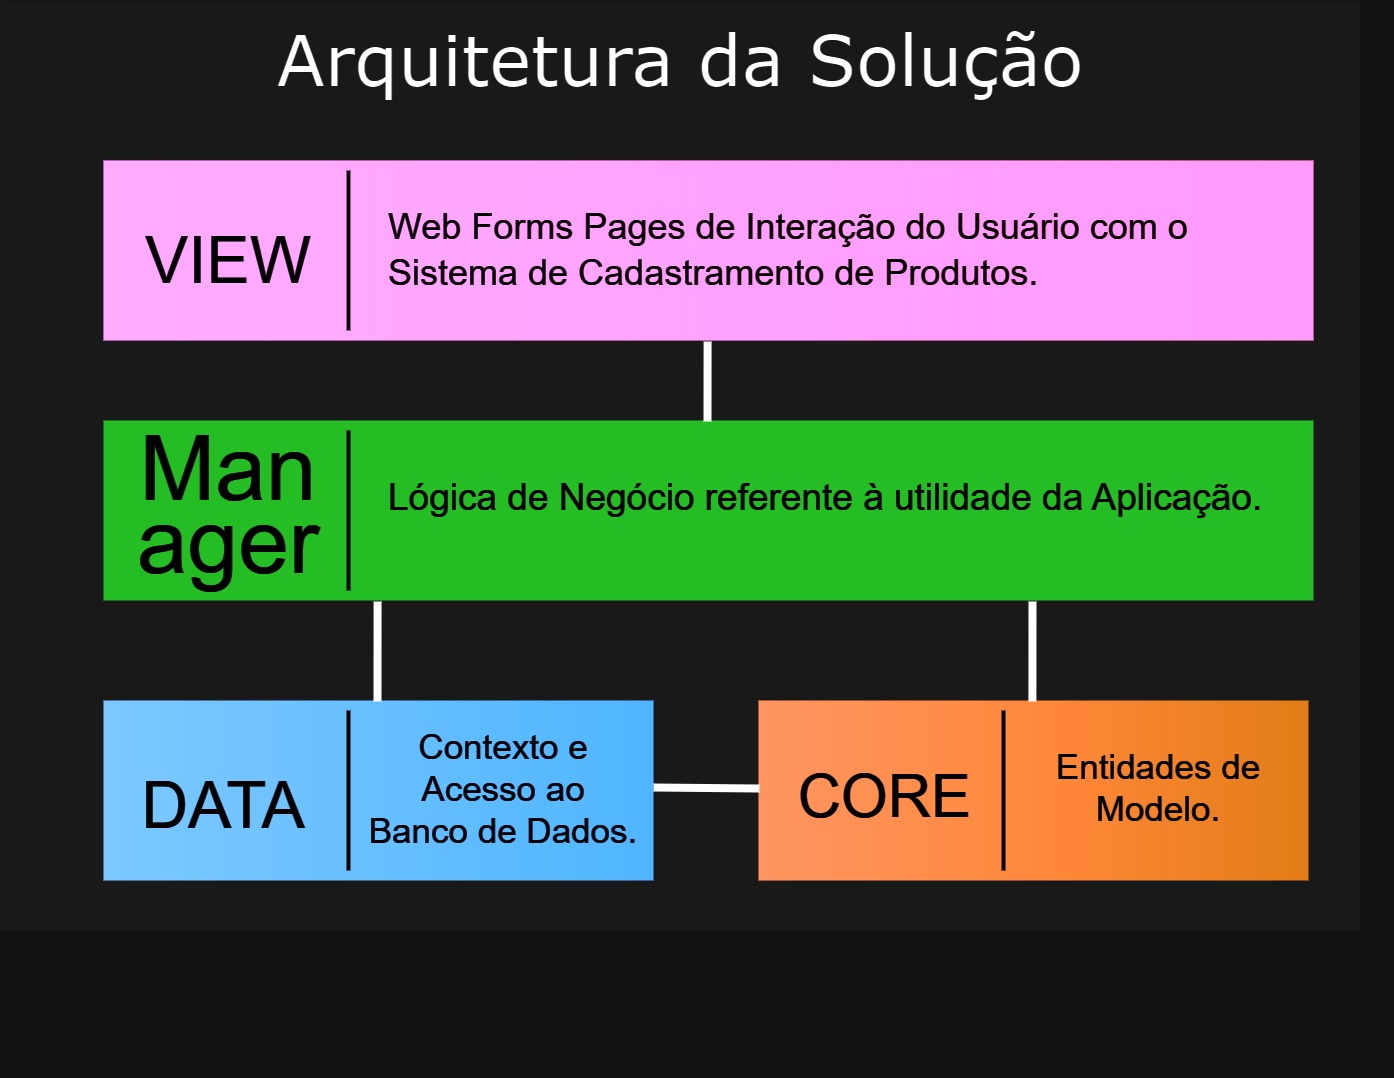 Arquitetura da Solução
VIEW
Web Forms Pages de Interação do Usuário com o
Sistema de Cadastramento de Produtos.
Man
ager
Lógica de Negócio referente à utilidade da Aplicação.
DATA
Contexto e
Acesso ao
Banco de Dados.
CORE
Entidades de
Modelo.